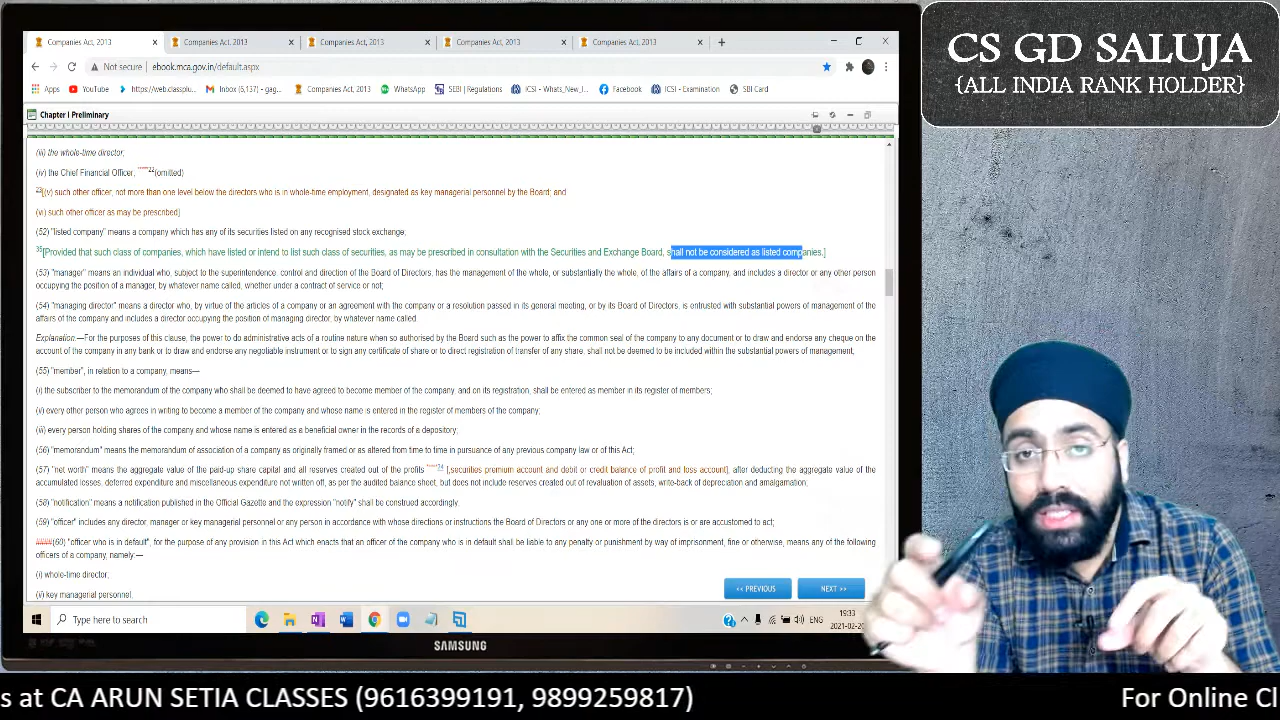 CS GD SALUJA
{ALL INDIA RANK HOLDER}
Companies Act, 2013
Companies Act, 2013
Companies Act, 2013
Companies Act, 2013
Companies Act, 2013
Not secure
ebook.mca.gov.in/default.aspx
Apps
YouTube
https://web.classplu...
Inbox (6,137) - gag...
Companies Act, 2013
WhatsApp
SEBI | Regulations
ICSI - Whats_New_I...
Facebook
ICSI - Examination
SBI Card
Chapter I Preliminary
(iii) the whole-time director;
(iv) the Chief Financial Officer; ****22(omitted)
23[(v) such other officer, not more than one level below the directors who is in whole-time employment, designated as key managerial personnel by the Board; and
(vi) such other officer as may be prescribed]
(52) "listed company" means a company which has any of its securities listed on any recognised stock exchange;
[Provided that such class of companies, which have listed or intend to list such class of securities, as may be prescribed in consultation with the Securities and Exchange Board, shall not be considered as listed companies.]
(53) "manager" means an individual who, subject to the superintendence, control and direction of the Board of Directors, has the management of the whole, or substantially the whole, of the affairs of a company, and includes a director or any other person
occupying the position of a manager, by whatever name called, whether under a contract of service or not;
(54) "managing director" means a director who, by virtue of the articles of a company or an agreement with the company or a resolution passed in its general meeting, or by its Board of Directors, is entrusted with substantial powers of management of the
affairs of the company and includes a director occupying the position of managing director, by whatever name called.
Explanation.—For the purposes of this clause, the power to do administrative acts of a routine nature when so authorised by the Board such as the power to affix the common seal of the company to any document or to draw and endorse any cheque on the
account of the company in any bank or to draw and endorse any negotiable instrument or to sign any certificate of share or to direct registration of transfer of any share, shall not be deemed to be included within the substantial powers of management;
(55) "member", in relation to a company, means—
(i) the subscriber to the memorandum of the company who shall be deemed to have agreed to become member of the company, and on its registration, shall be entered as member in its register of members;
(ii) every other person who agrees in writing to become a member of the company and whose name is entered in the register of members of the company;
(iii) every person holding shares of the company and whose name is entered as a beneficial owner in the records of a depository;
(56) "memorandum" means the memorandum of association of a company as originally framed or as altered from time to time in pursuance of any previous company law or of this Act;
(57) "net worth" means the aggregate value of the paid-up share capital and all reserves created out of the profits ****24 [,securities premium account and debit or credit balance of profit and loss account], after deducting the aggregate value of the
accumulated losses, deferred expenditure and miscellaneous expenditure not written off, as per the audited balance sheet, but does not include reserves created out of revaluation of assets, write-back of depreciation and amalgamation;
(58) "notification" means a notification published in the Official Gazette and the expression "notify" shall be construed accordingly;
(59) "officer" includes any director, manager or key managerial personnel or any person in accordance with whose directions or instructions the Board of Directors or any one or more of the directors is or are accustomed to act;
####(60) "officer who is in default", for the purpose of any provision in this Act which enacts that an officer of the company who is in default shall be liable to any penalty or punishment by way of imprisonment, fine or otherwise, means any of the following
officers of a company, namely:—
(i) whole-time director;
(ii) key managerial personnel.
<< PREVIOUS
NEXT >>
Type here to search
ENG
19:33
2021-02-20
SAMSUNG
s at CA ARUN SETIA CLASSES (9616399191, 9899259817)
For Online Cl